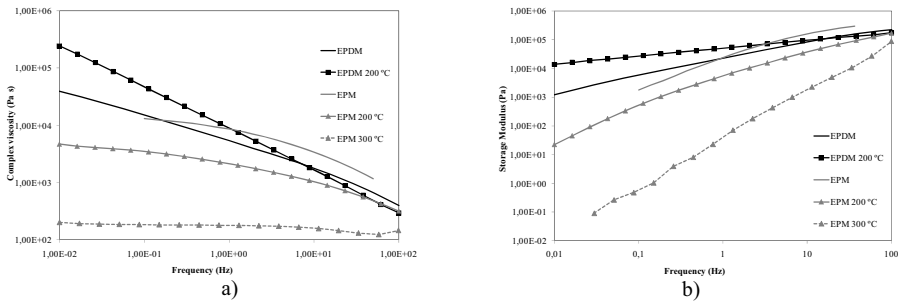 a)
1,00E+06
1,00E+05
1,00E+04
1,00E+03
1,00E+02
Complex viscosity (Pa s)
EPDM
EPDM 200 ºC
EPM
EPM 200 ºC
EPM 300 ºC
1,00E-02 1,00E-01 1,00E+00 1,00E+01 1,00E+02
Frequency (Hz)
a)
b)
1,00E+06
1,00E+05
1,00E+04
1,00E+03
1,00E+02
1,00E+01
1,00E+00
1,00E-01
1,00E-02
Storage Modulus (Pa)
EPDM
EPDM 200 ºC
EPM
EPM 200 ºC
EPM 300 ºC
0,01 0,1 1 10 100
Frequency (Hz)
b)